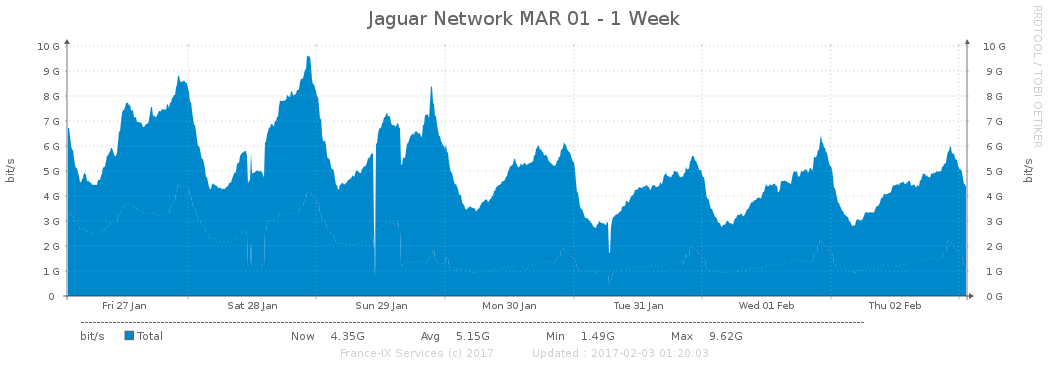 Jaguar Network MAR 01 - 1 Week
RRDTOOL / TOBI OETIKER
bit/s
10 G 10 G
9 G 9 G
8 G 8 G
7 G 7 G
6 G 6 G
5 G 5 G
4 G 4 G
3 G 3 G
2 G 2 G
1 G 1 G
0 0 G
bit/s
Fri 27 Jan Sat 28 Jan Sun 29 Jan Mon 30 Jan Tue 31 Jan Wed 01 Feb Thu 02 Feb
bit/s Total Now 4.35G Avg 5.15G Min 1.49G Max 9.62G
France-IX Services (c) 2017 Updated : 2017-02-03 01:20:03